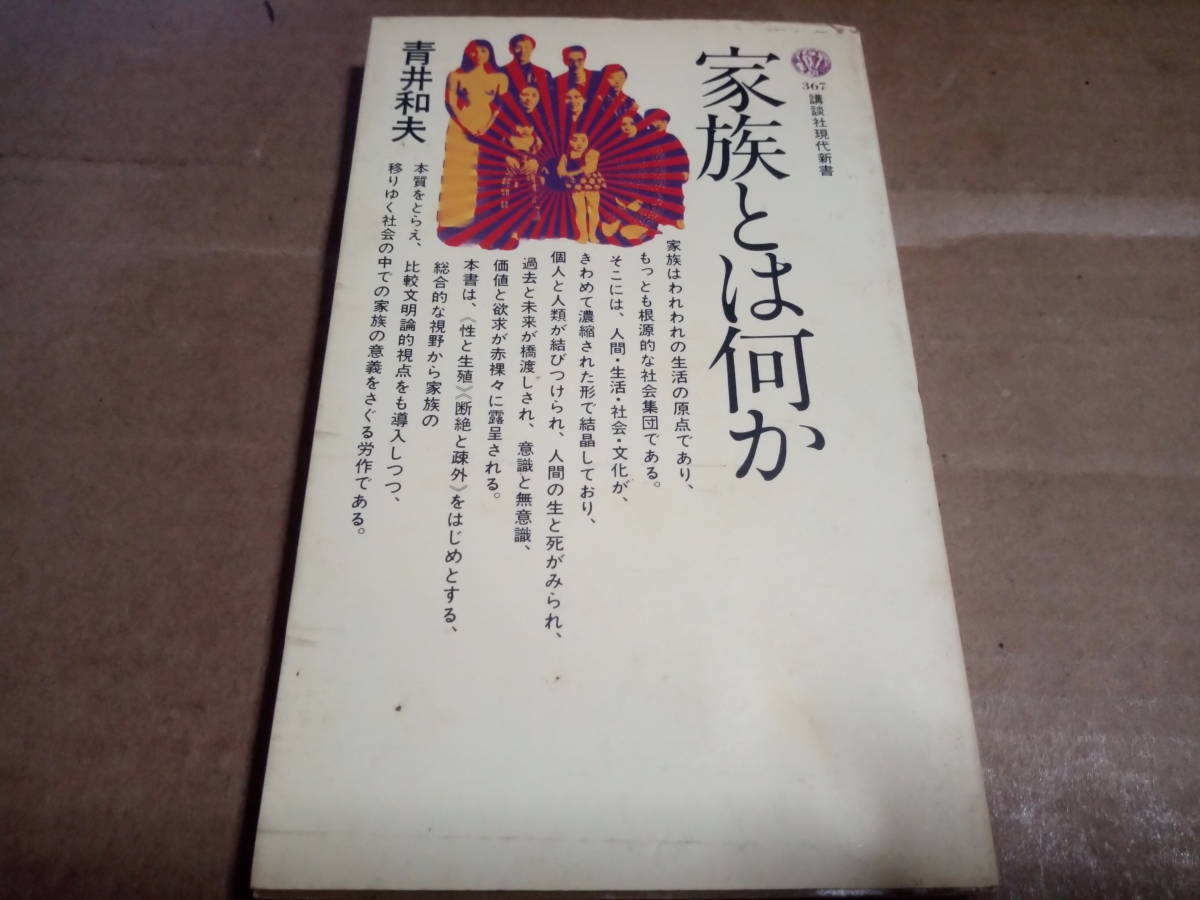 367
講談社現代新書
家族とは何か
家族はわれわれの生活の原点であり、
もっとも根源的な社会集団である。
そこには、人間・生活・社会・文化が、
きわめて濃縮された形で結晶しており、
個人と人類が結びつけられ、人間の生と死がみられ、
過去と未来が橋渡しされ、意識と無意識、
価値と欲求が赤裸々に露呈される。
本書は、《性と生殖》《断絶と疎外》をはじめとする、
総合的な視野から家族の
本質をとらえ、比較文明論的視点をも導入しつつ、
移りゆく社会の中での家族の意義をさぐる労作である。
青井和夫